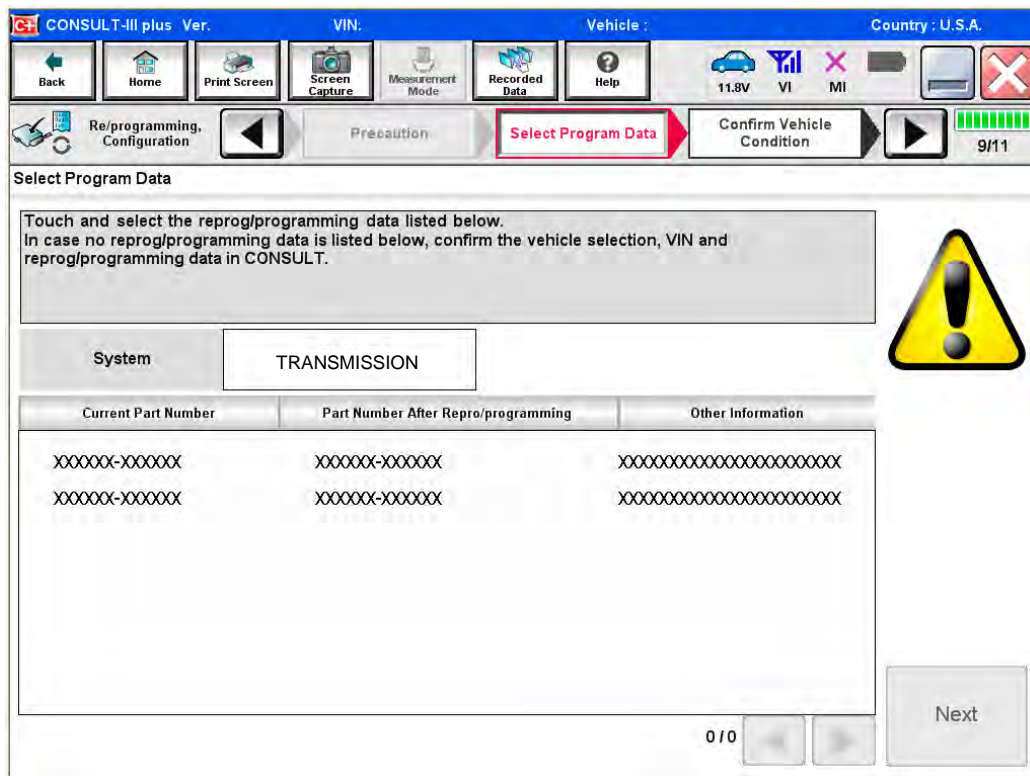 C+ CONSULT-III plus Ver. VIN: Vehicle : Country : U.S.A.
Back Home Print Screen Screen Capture Measurement Mode Recorded Data Help 11.8V VI MI
Re/programming, Configuration Precaution Select Program Data Confirm Vehicle Condition 9/11
Select Program Data
Touch and select the reprog/programming data listed below.
In case no reprog/programming data is listed below, confirm the vehicle selection, VIN and
reprog/programming data in CONSULT.
System TRANSMISSION
Current Part Number Part Number After Repro/programming Other Information
XXXXXX-XXXXXX XXXXXX-XXXXXX XXXXXXXXXXXXXXXXXXXXXX
XXXXXX-XXXXXX XXXXXX-XXXXXX XXXXXXXXXXXXXXXXXXXXXX
Next
0/0